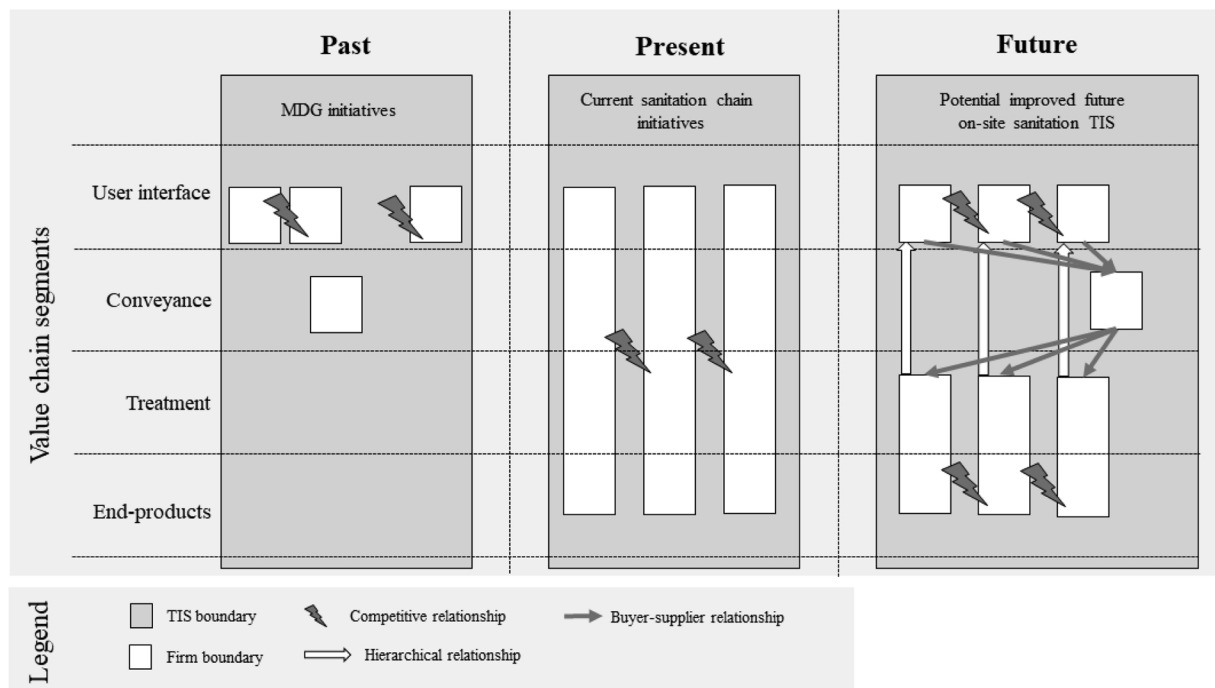 Past
Present
Future
MDG initiatives
Current sanitation chain
initiatives
Potential improved future
on-site sanitation TIS
Value chain segments
User interface
Conveyance
Treatment
End-products
Legend
TIS boundary
Competitive relationship
Buyer-supplier relationship
Firm boundary
Hierarchical relationship